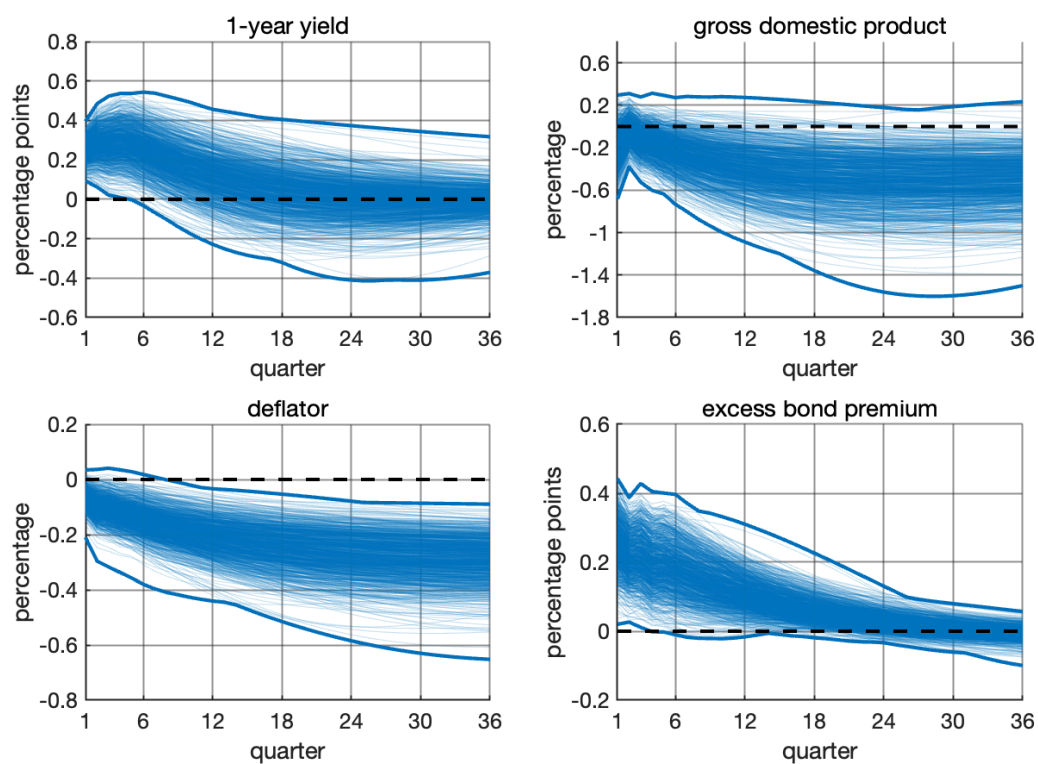 1-year yield
percentage points
0.8
0.6
0.4
0.2
0
-0.2
-0.4
-0.6
1 6 12 18 24 30 36
quarter
gross domestic product
percentage
0.6
0.2
-0.2
-0.6
-1
-1.4
-1.8
1 6 12 18 24 30 36
quarter
deflator
percentage
0.2
0
-0.2
-0.4
-0.6
-0.8
1 6 12 18 24 30 36
quarter
excess bond premium
percentage points
0.6
0.4
0.2
0
-0.2
1 6 12 18 24 30 36
quarter